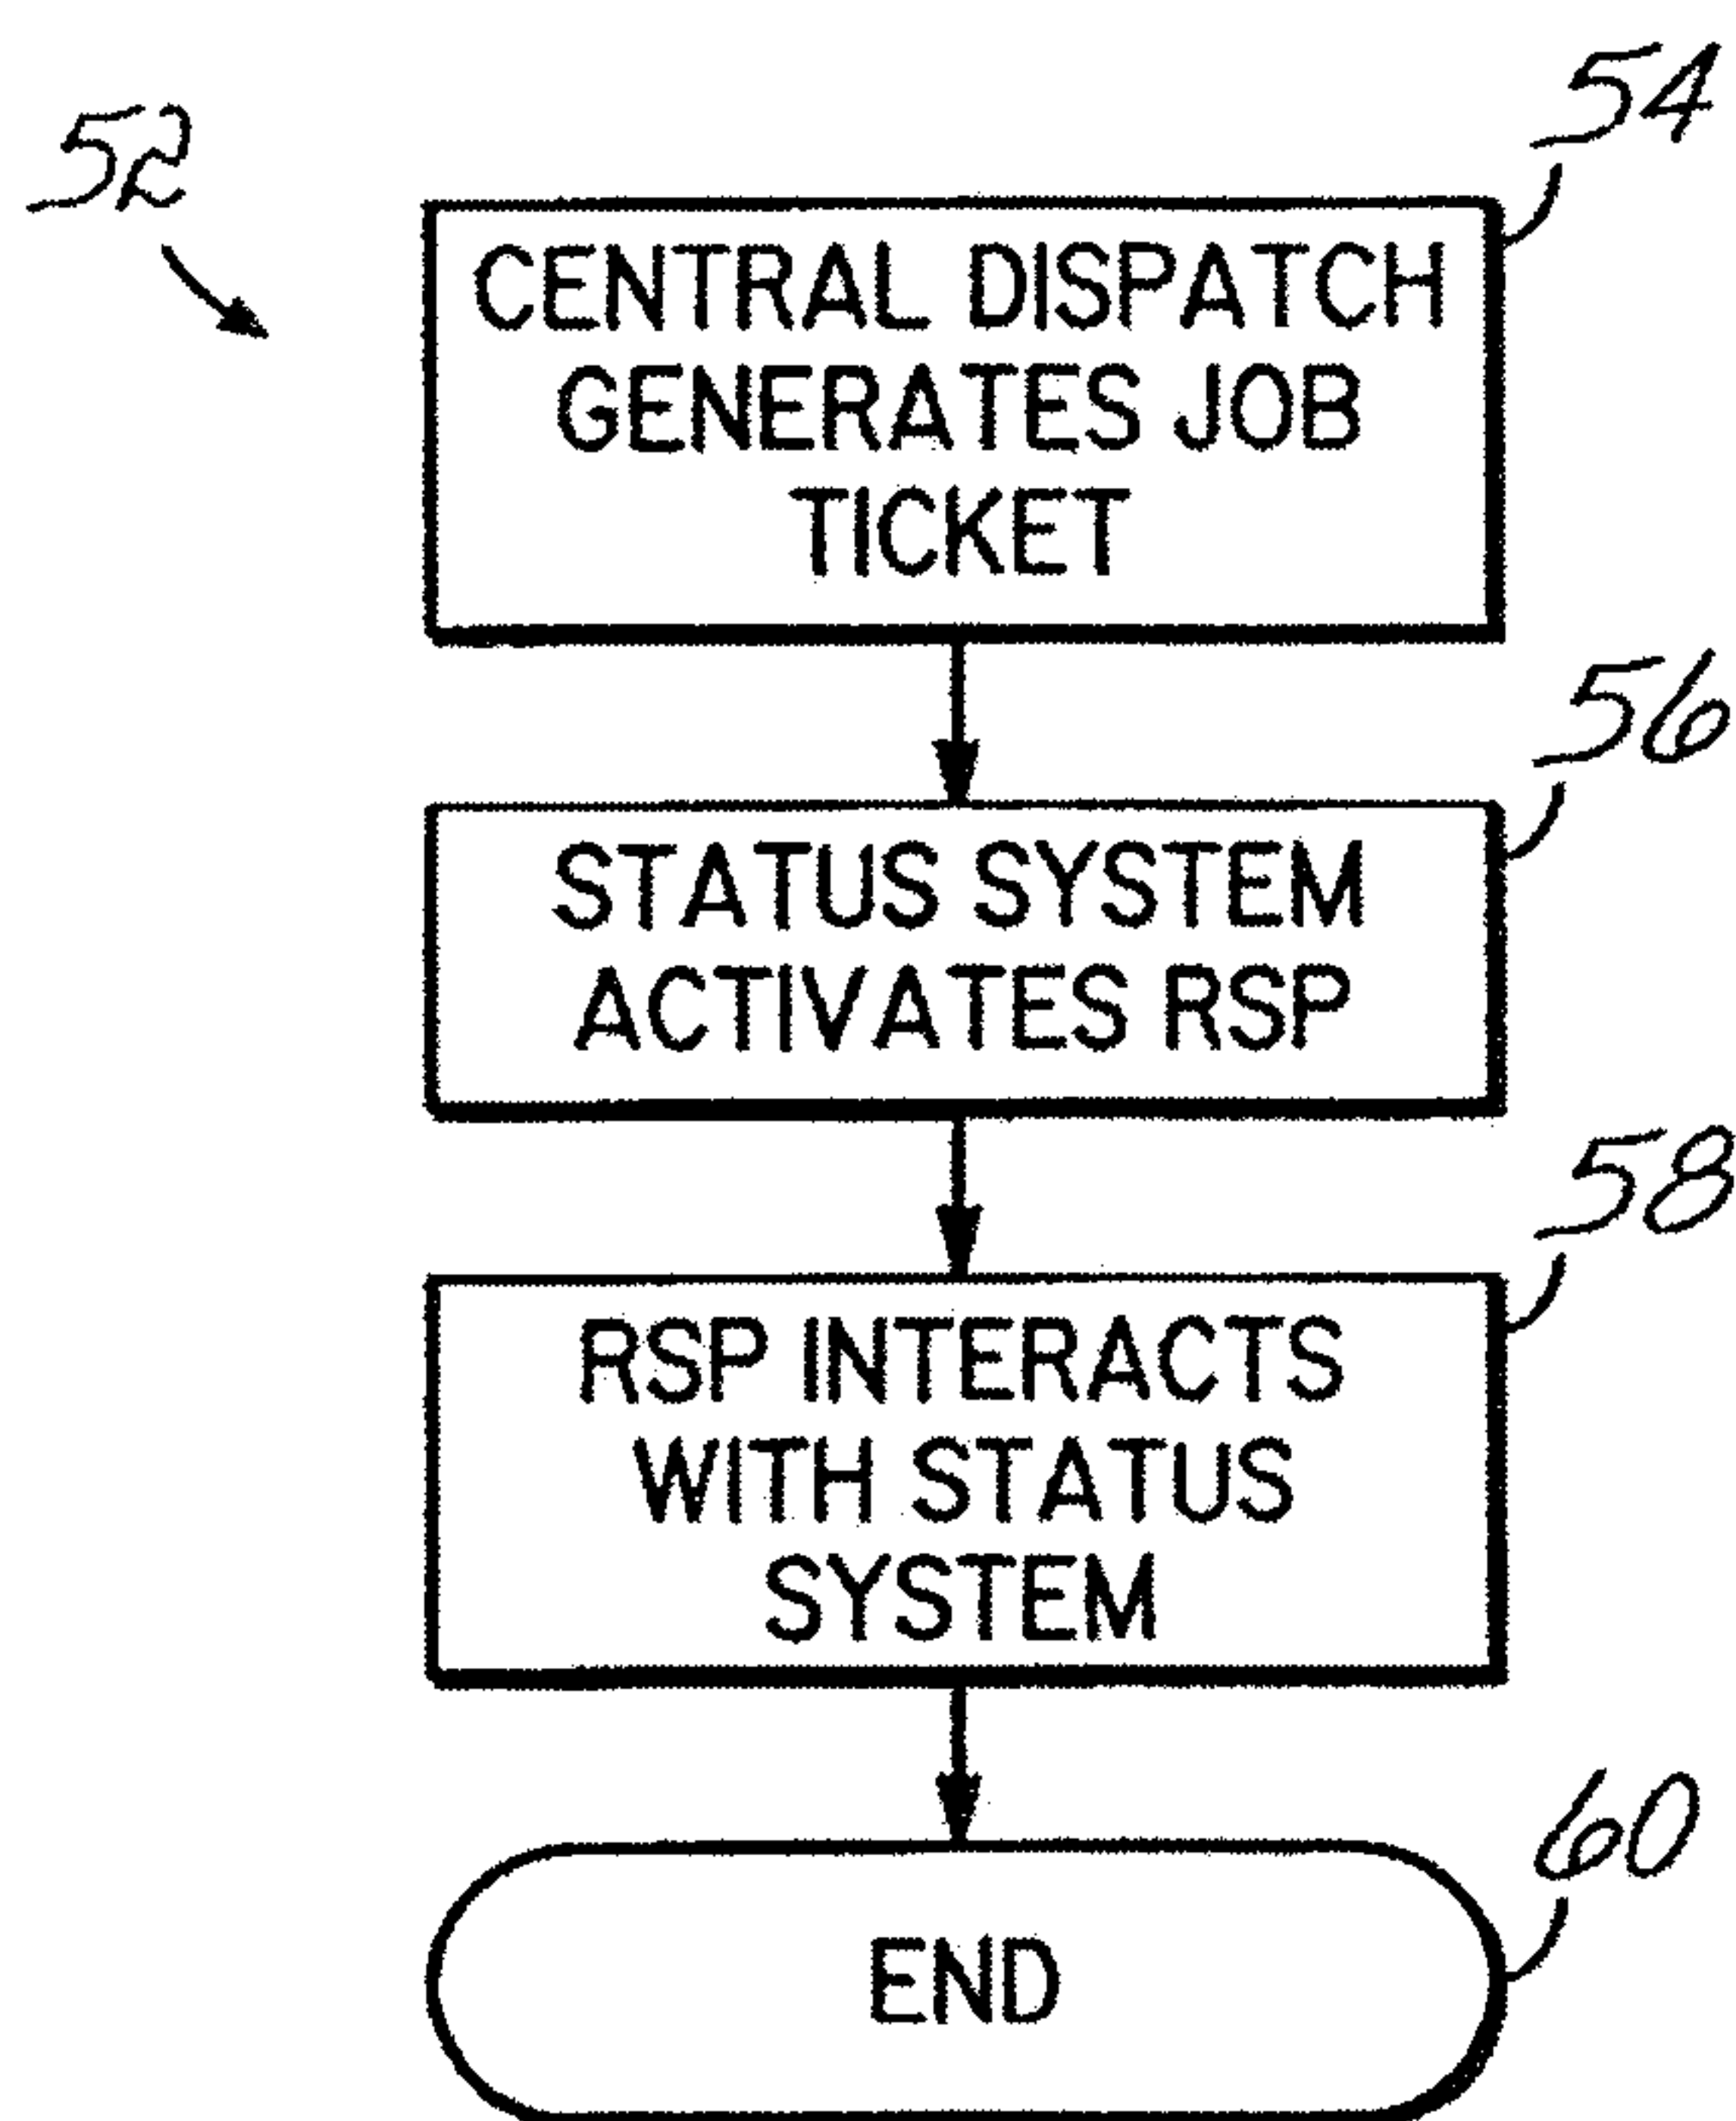 52
54
CENTRAL DISPATCH
GENERATES JOB
TICKET
56
STATUS SYSTEM
ACTIVATES RSP
58
RSP INTERACTS
WITH STATUS
SYSTEM
60
END